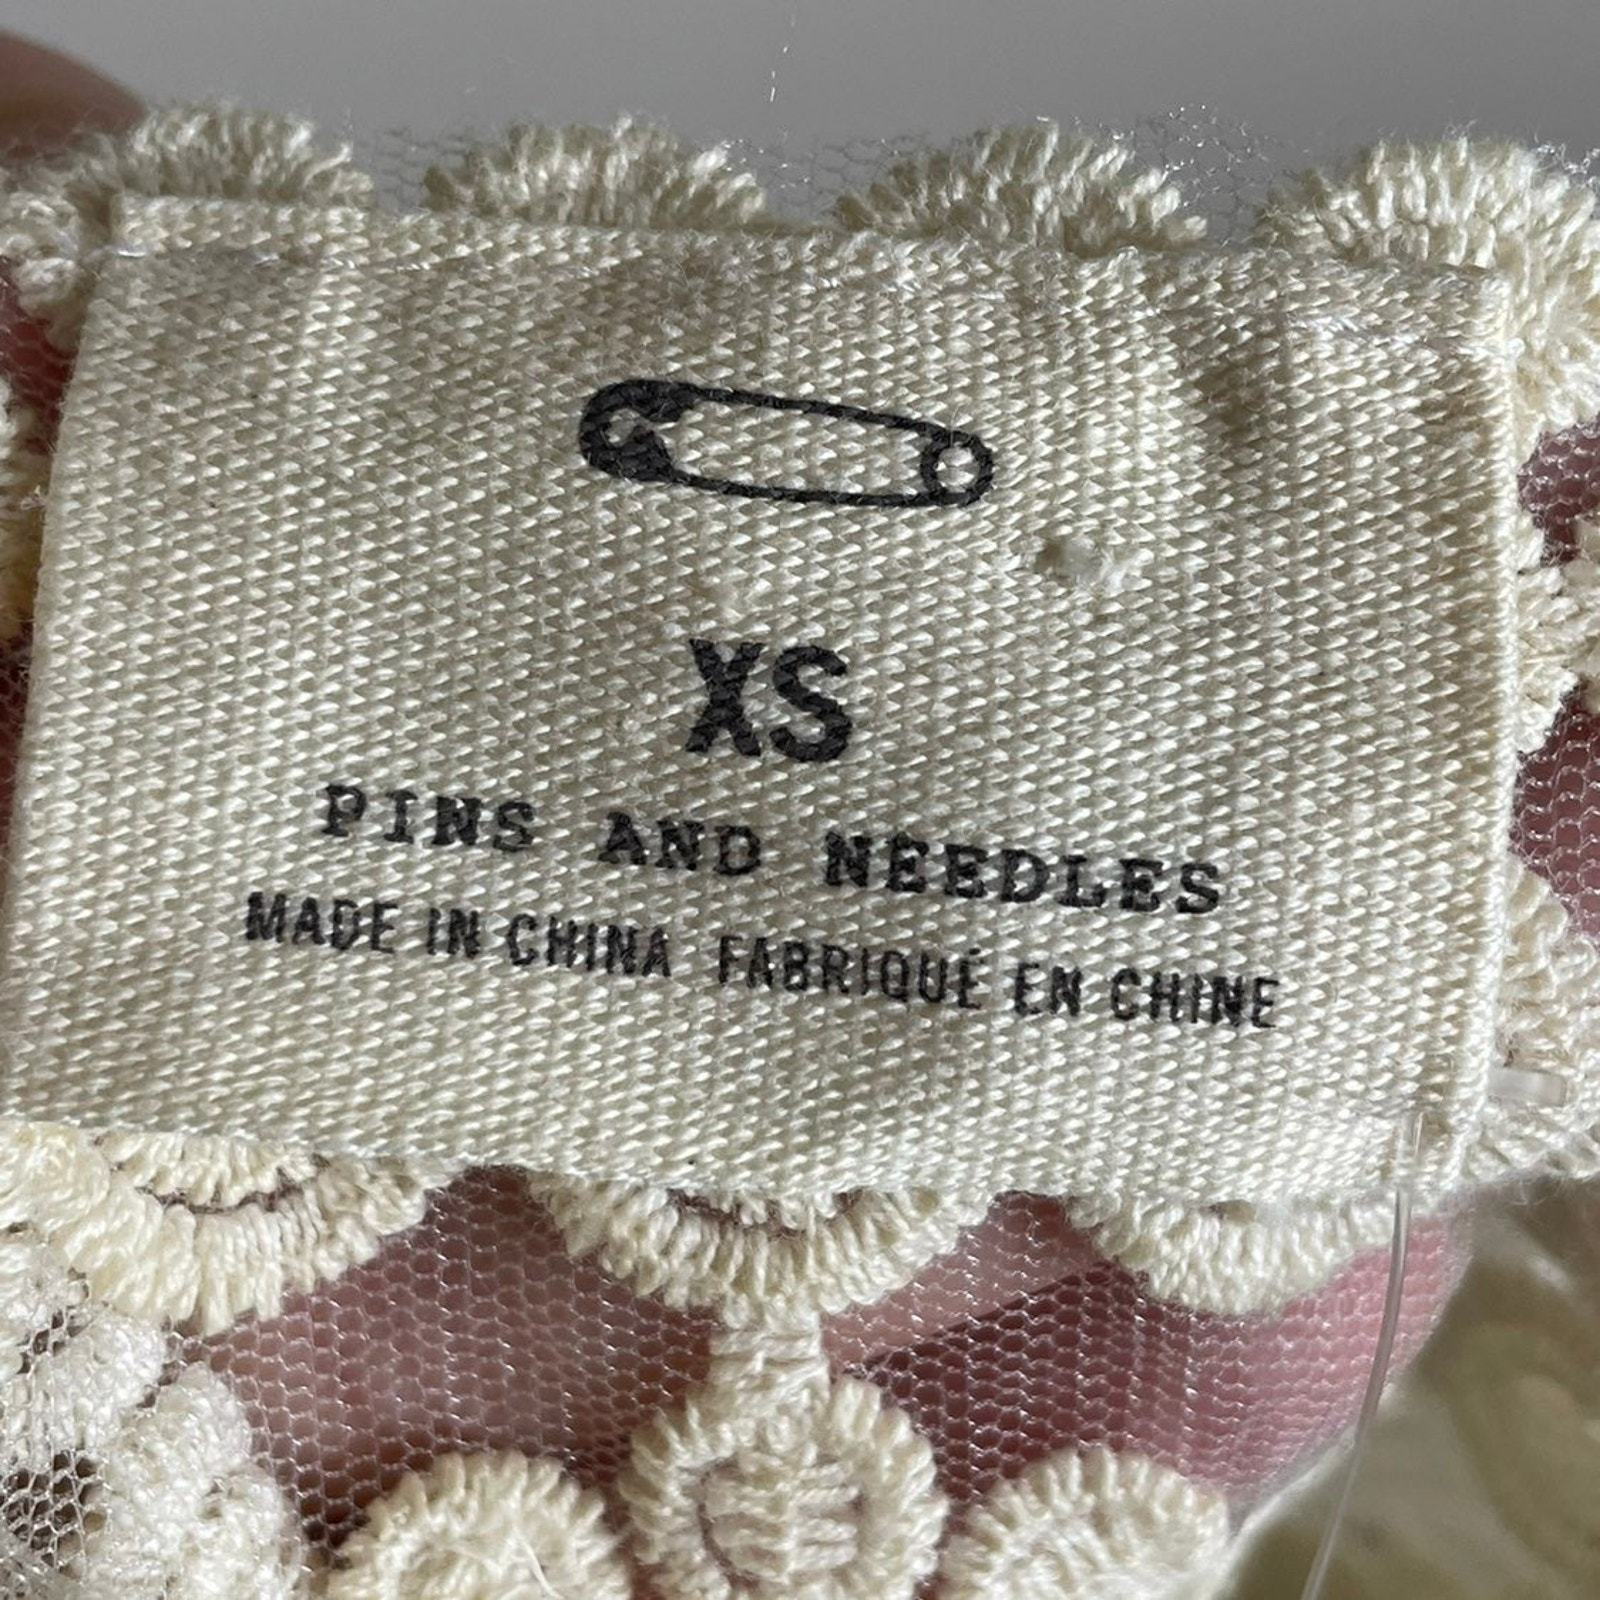 XS
PINS AND NEEDLES
MADE IN CHINA FABRIQUÉ EN CHINE